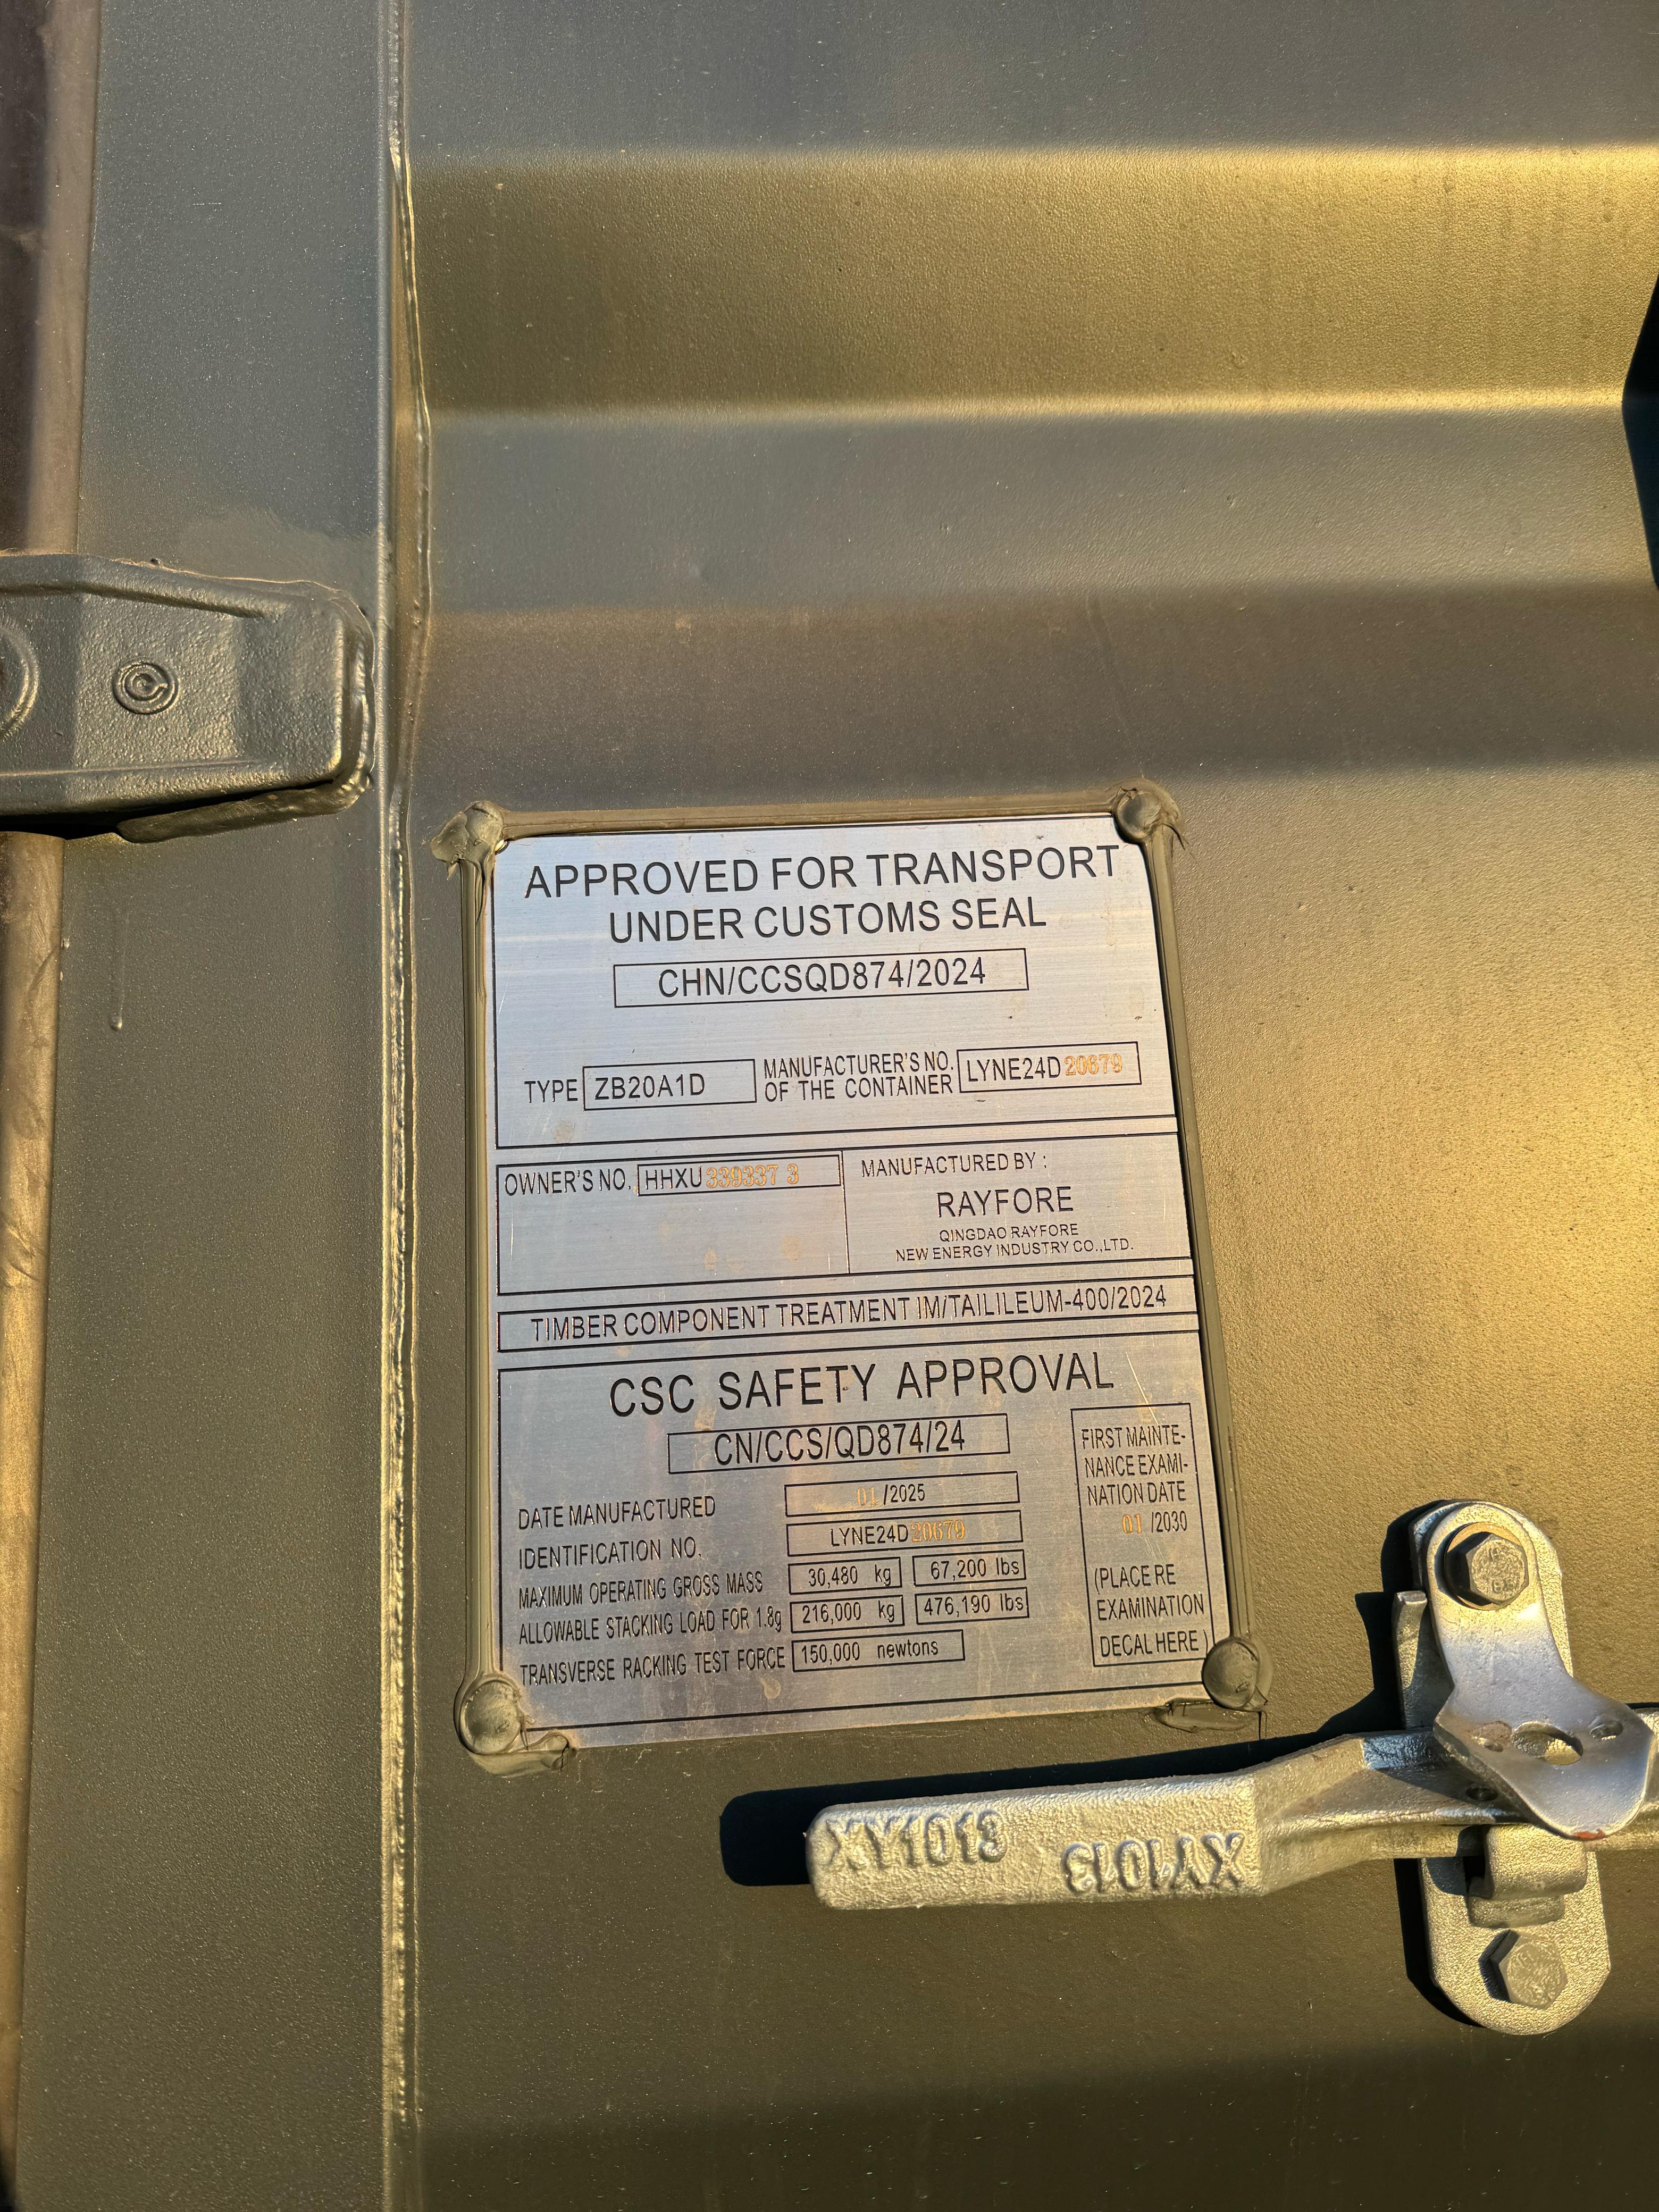 APPROVED FOR TRANSPORT
UNDER CUSTOMS SEAL
CHN/CCSQD874/2024
TYPE ZB20A1D MANUFACTURER'S NO. OF THE CONTAINER LYNE24D20679
OWNER'S NO. HHXU 339337 3
MANUFACTURED BY :
RAYFORE
QINGDAO RAYFORE
NEW ENERGY INDUSTRY CO.,LTD.
TIMBER COMPONENT TREATMENT IM/TAILILEUM-400/2024
CSC SAFETY APPROVAL
CN/CCS/QD874/24
DATE MANUFACTURED 01/2025
IDENTIFICATION NO. LYNE24D20679
MAXIMUM OPERATING GROSS MASS 30,480 kg 67,200 lbs
ALLOWABLE STACKING LOAD FOR 1.8g 216,000 kg 476,190 lbs
TRANSVERSE RACKING TEST FORCE 150,000 newtons
FIRST MAINTE-
NANCE EXAMI-
NATION DATE
01 /2030
(PLACE RE
EXAMINATION
DECAL HERE)
XY1013
XY1013